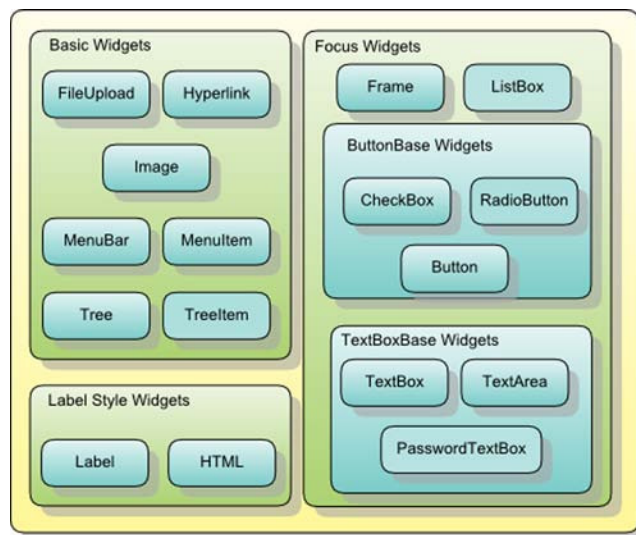 Basic Widgets
FileUpload
Hyperlink
Image
MenuBar
MenuItem
Tree
TreeItem
Label Style Widgets
Label
HTML
Focus Widgets
Frame
ListBox
ButtonBase Widgets
CheckBox
RadioButton
Button
TextBoxBase Widgets
TextBox
TextArea
PasswordTextBox